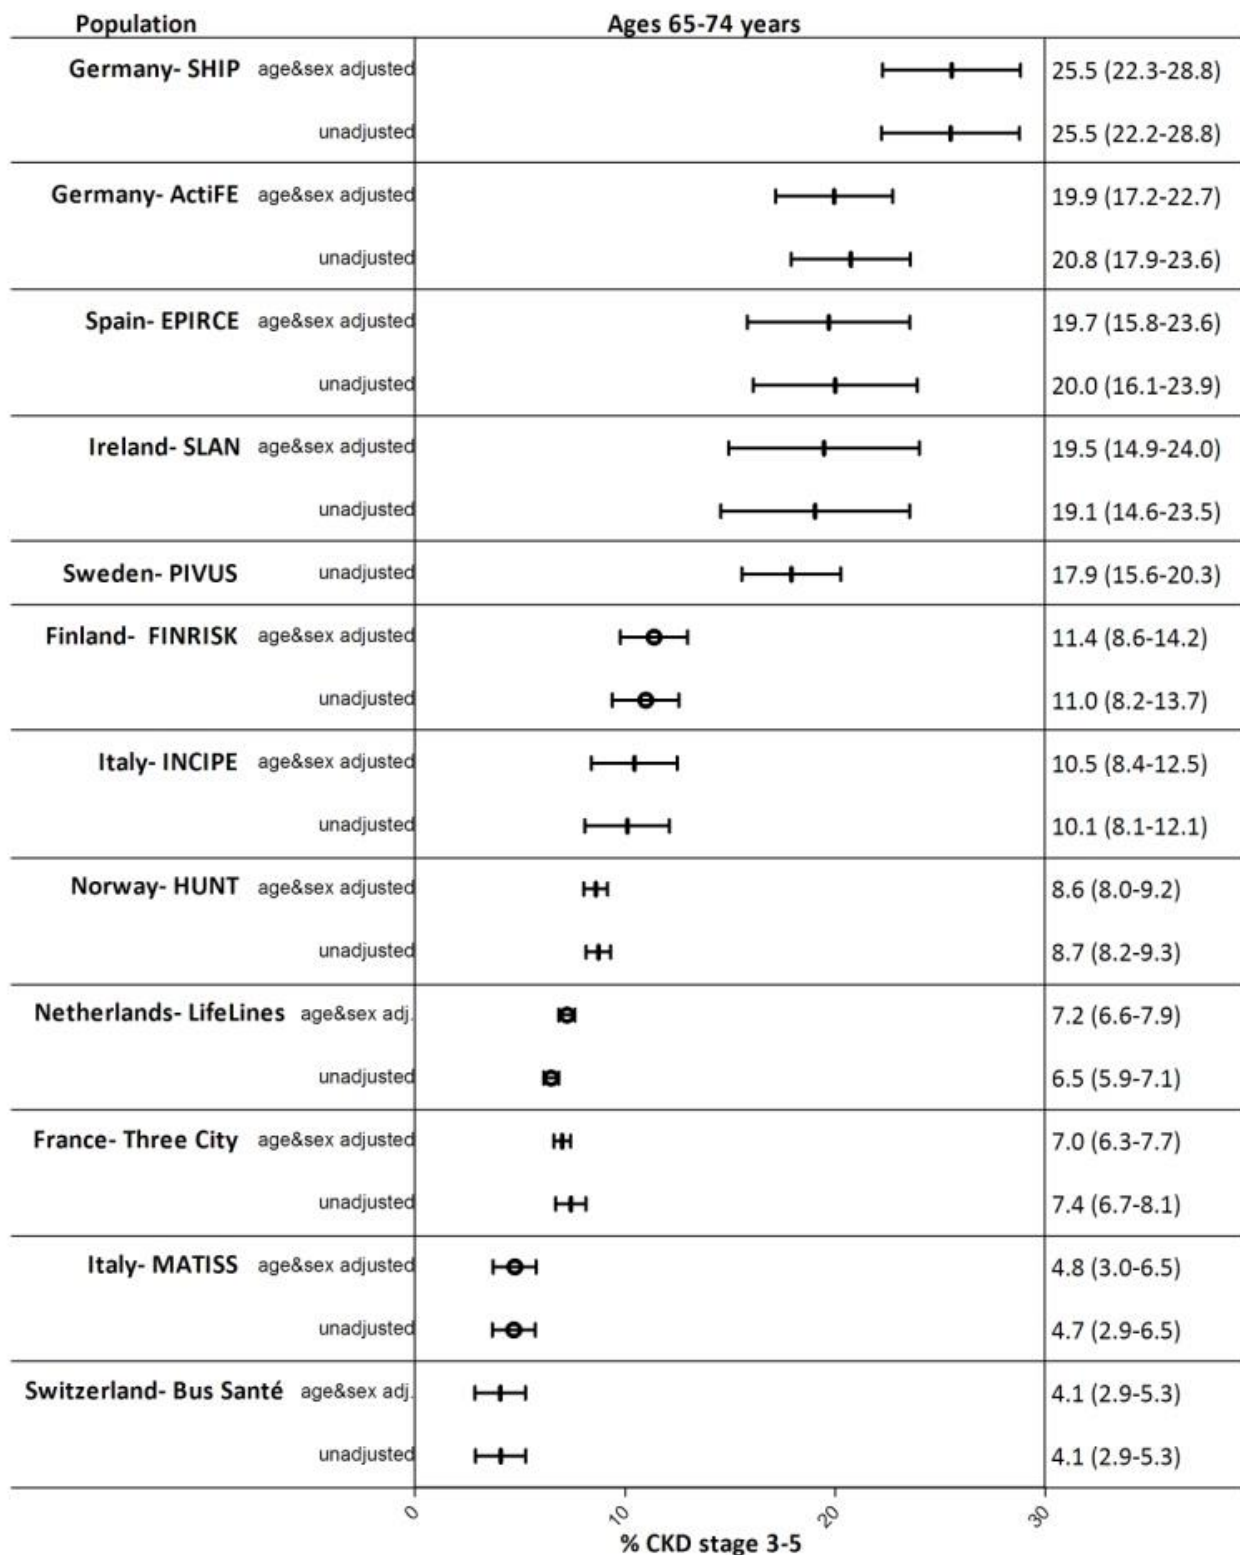 Population Ages 65-74 years
Germany- SHIP age&sex adjusted 25.5 (22.3-28.8)
unadjusted 25.5 (22.2-28.8)
Germany- ActiFE age&sex adjusted 19.9 (17.2-22.7)
unadjusted 20.8 (17.9-23.6)
Spain- EPIRCE age&sex adjusted 19.7 (15.8-23.6)
unadjusted 20.0 (16.1-23.9)
Ireland- SLAN age&sex adjusted 19.5 (14.9-24.0)
unadjusted 19.1 (14.6-23.5)
Sweden- PIVUS unadjusted 17.9 (15.6-20.3)
Finland- FINRISK age&sex adjusted 11.4 (8.6-14.2)
unadjusted 11.0 (8.2-13.7)
Italy- INCIPE age&sex adjusted 10.5 (8.4-12.5)
unadjusted 10.1 (8.1-12.1)
Norway- HUNT age&sex adjusted 8.6 (8.0-9.2)
unadjusted 8.7 (8.2-9.3)
Netherlands- LifeLines age&sex adj. 7.2 (6.6-7.9)
unadjusted 6.5 (5.9-7.1)
France- Three City age&sex adjusted 7.0 (6.3-7.7)
unadjusted 7.4 (6.7-8.1)
Italy- MATISS age&sex adjusted 4.8 (3.0-6.5)
unadjusted 4.7 (2.9-6.5)
Switzerland- Bus Santé age&sex adj. 4.1 (2.9-5.3)
unadjusted 4.1 (2.9-5.3)
0 10 20 30
% CKD stage 3-5